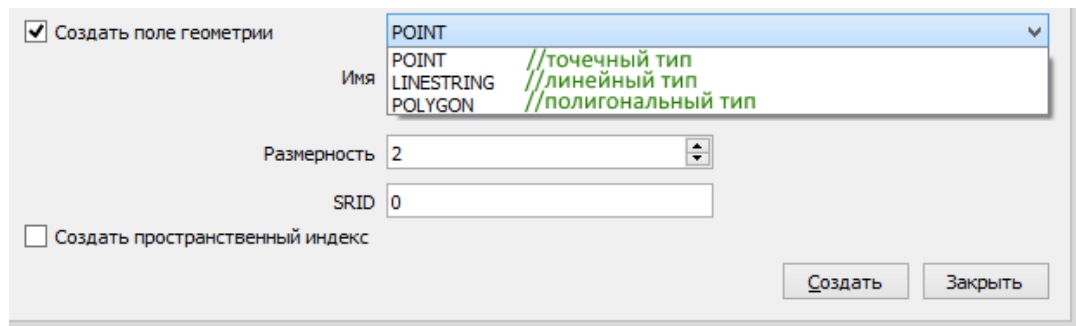 Создать поле геометрии POINT
POINT //точечный тип
Имя LINESTRING //линейный тип
POLYGON //полигональный тип
Размерность 2
SRID 0
Создать пространственный индекс
Создать Закрыть